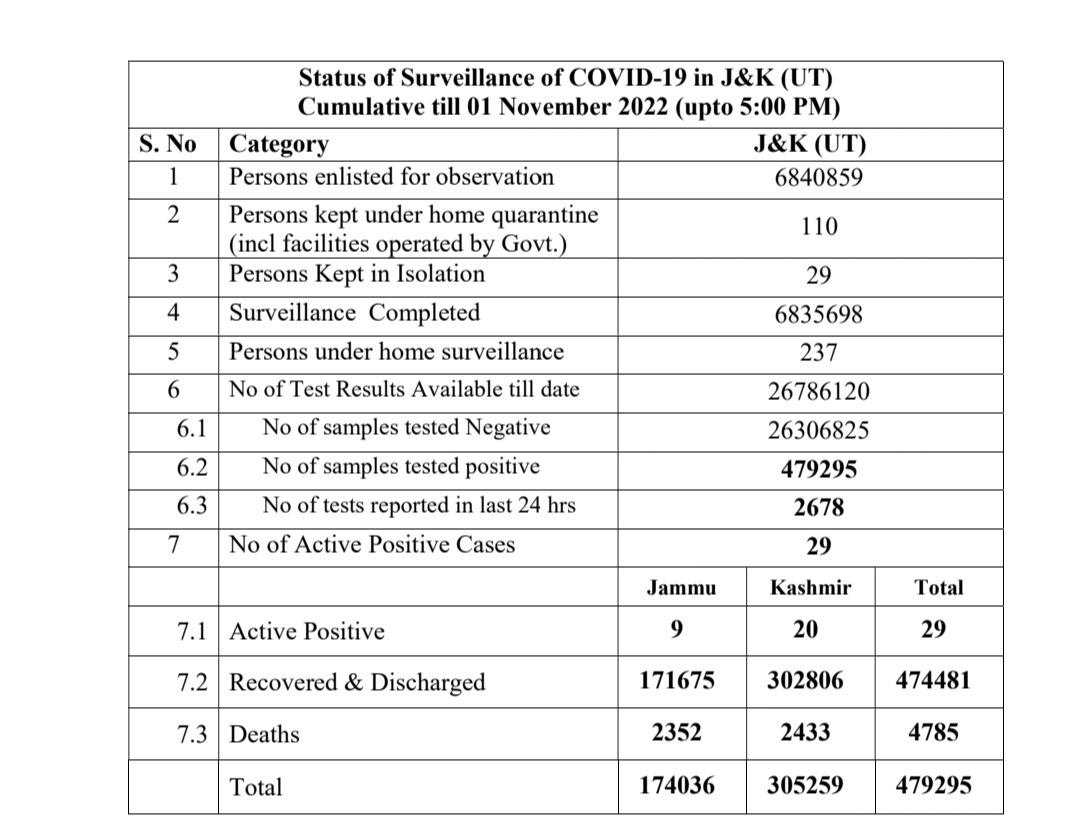 Status of Surveillance of COVID-19 in J&K (UT)
Cumulative till 01 November 2022 (upto 5:00 PM)
S. No Category J&K (UT)
1 Persons enlisted for observation 6840859
2 Persons kept under home quarantine
(incl facilities operated by Govt.) 110
3 Persons Kept in Isolation 29
4 Surveillance Completed 6835698
5 Persons under home surveillance 237
6 No of Test Results Available till date 26786120
6.1 No of samples tested Negative 26306825
6.2 No of samples tested positive 479295
6.3 No of tests reported in last 24 hrs 2678
7 No of Active Positive Cases 29
Jammu Kashmir Total
7.1 Active Positive 9 20 29
7.2 Recovered & Discharged 171675 302806 474481
7.3 Deaths 2352 2433 4785
Total 174036 305259 479295